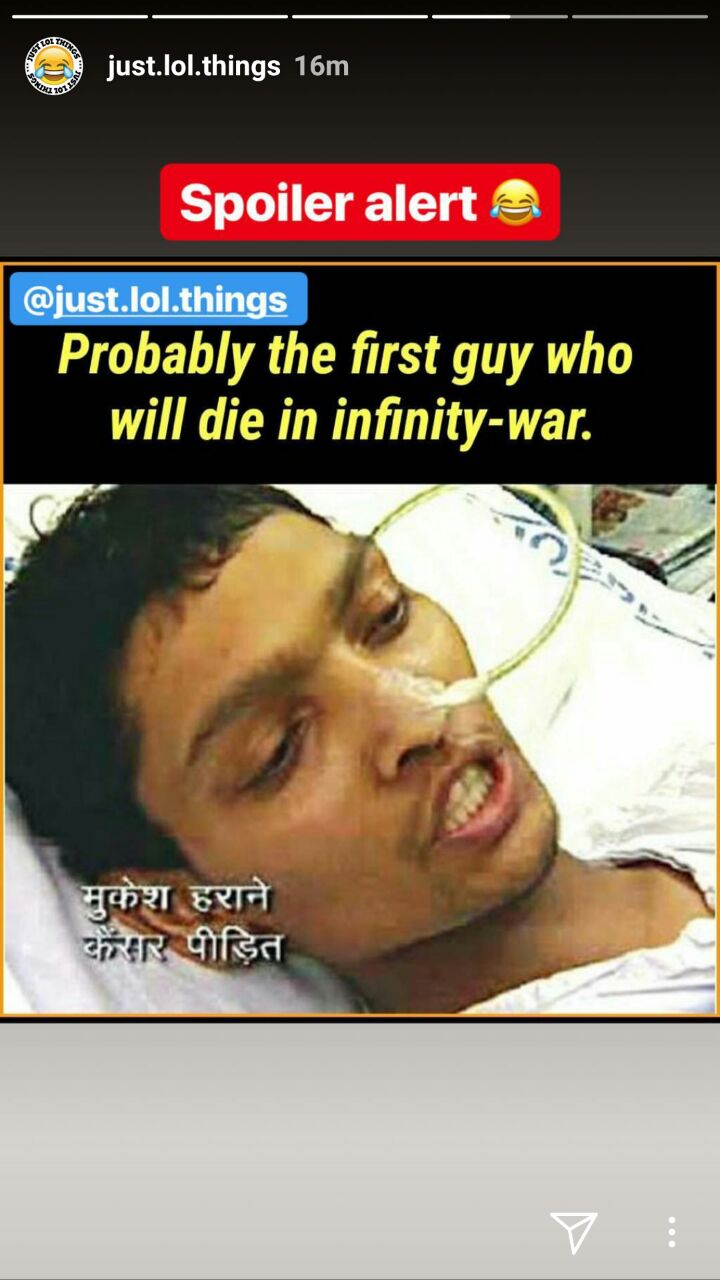 just.lol.things 16m
Spoiler alert 😂
@just.lol.things
Probably the first guy who
will die in infinity-war.
मुकेश हराने
कैंसर पीड़ित